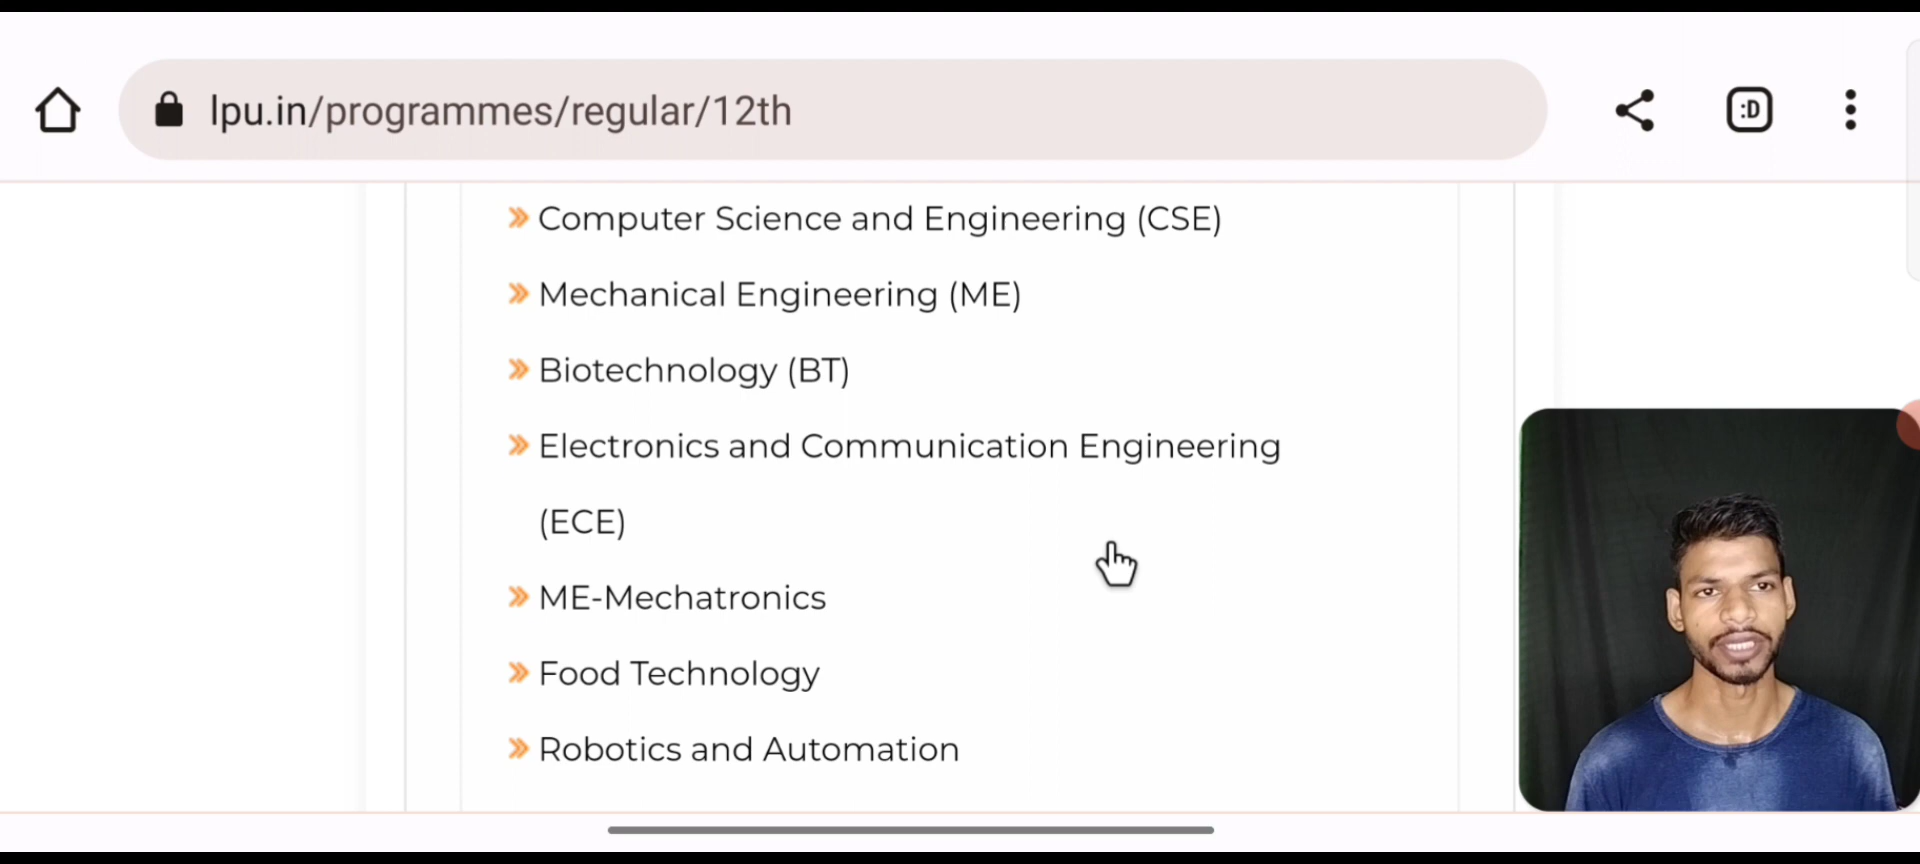 lpu.in/programmes/regular/12th
:D
Computer Science and Engineering (CSE)
Mechanical Engineering (ME)
Biotechnology (BT)
Electronics and Communication Engineering
(ECE)
ME-Mechatronics
Food Technology
Robotics and Automation